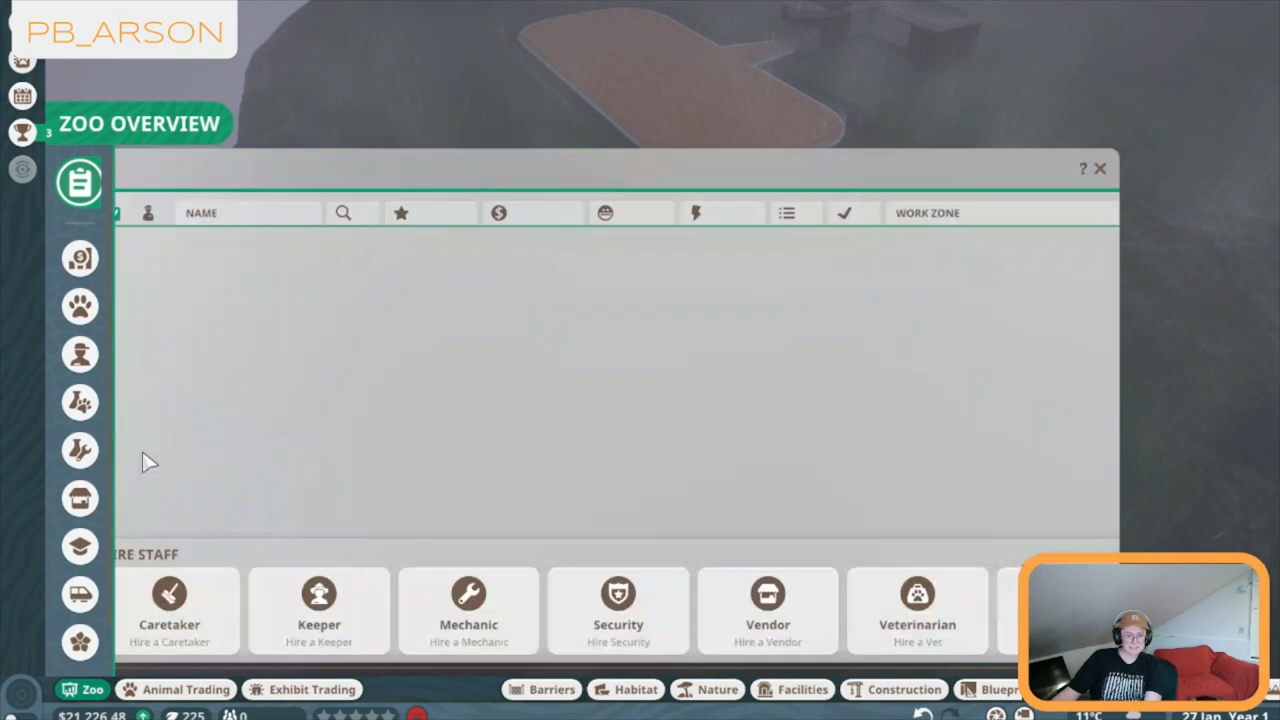 PB_ARSON
3
ZOO OVERVIEW
?
NAME
WORK ZONE
IRE STAFF
Caretaker
Hire a Caretaker
Keeper
Hire a Keeper
Mechanic
Hire a Mechanic
Security
Hire Security
Vendor
Hire a Vendor
Veterinarian
Hire a Vet
Zoo
Animal Trading
Exhibit Trading
Barriers
Habitat
Nature
Facilities
Construction
Bluepr
$21,226.48
225
0
11°C
27 Jan, Year 1